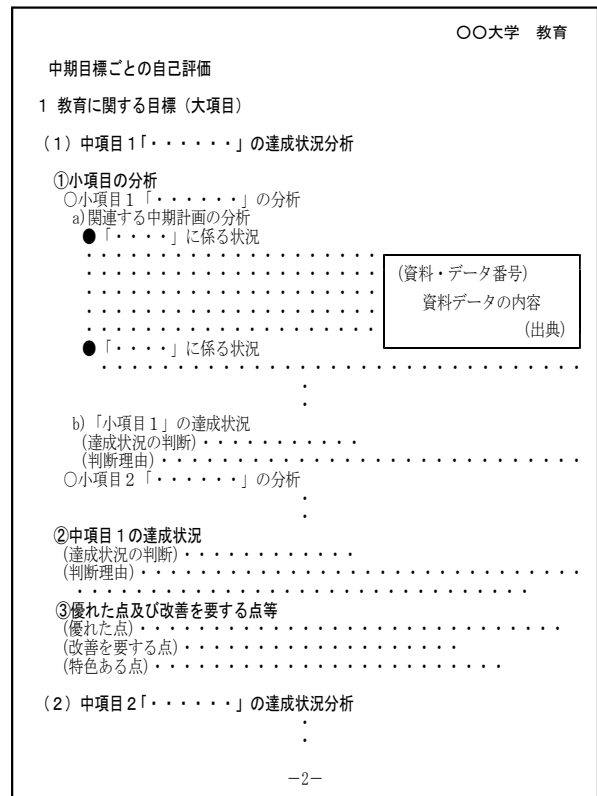 〇〇大学　教育
中期目標ごとの自己評価
1 教育に関する目標（大項目）
（1）中項目1「・・・・・・」の達成状況分析
①小項目の分析
〇小項目１「・・・・・・」の分析
a)関連する中期計画の分析
●「・・・・」に係る状況
・・・・・・・・・・・・・・・・・・・・
・・・・・・・・・・・・・・・・・・・・
・・・・・・・・・・・・・・・・・・・・
・・・・・・・・・・・・・・・・・・・・
・・・・・・・・・・・・・・・・・・・・
(資料・データ番号)
資料データの内容
(出典)
●「・・・・」に係る状況
・・・・・・・・・・・・・・・・・・・・・・・・・・・・・・・・
・
・
b)「小項目１」の達成状況
(達成状況の判断)・・・・・・・・・・・
(判断理由)・・・・・・・・・・・・・・・・・・・・・・・・・・・・
〇小項目２「・・・・・・」の分析
・
・
②中項目1の達成状況
(達成状況の判断)・・・・・・・・・・・・
(判断理由)・・・・・・・・・・・・・・・・・・・・・・・・・・・・・
・・・・・・・・・・・・・・・・・・・・・・・・・・・・・・
③優れた点及び改善を要する点等
(優れた点)・・・・・・・・・・・・・・・・・・・・・・・・・・・・
(改善を要する点)・・・・・・・・・・・・・・・・・・
(特色ある点)・・・・・・・・・・・・・・・・・・・・・・・
（2）中項目2「・・・・・・」の達成状況分析
・
・
－2－